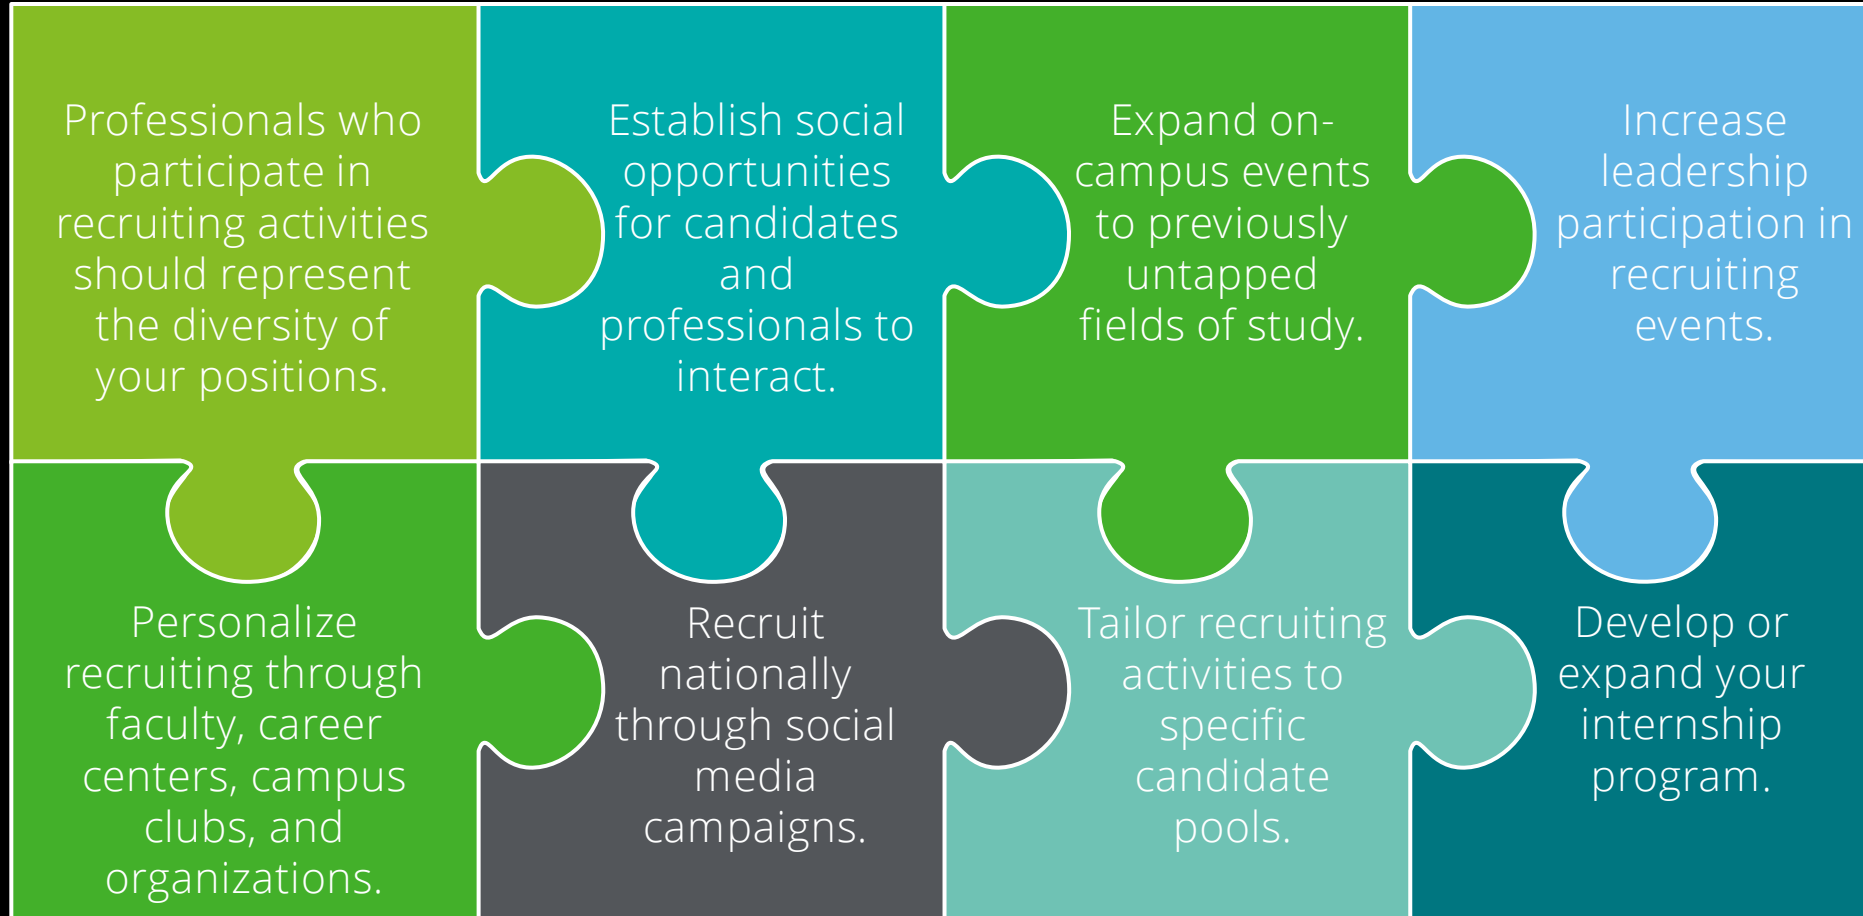 Professionals who
participate in
recruiting activities
should represent
the diversity of
your positions.
Establish social
opportunities
for candidates
and
professionals to
interact.
Expand on-
campus events
to previously
untapped
fields of study.
Increase
leadership
participation in
recruiting
events.
Personalize
recruiting through
faculty, career
centers, campus
clubs, and
organizations.
Recruit
nationally
through social
media
campaigns.
Tailor recruiting
activities to
specific
candidate
pools.
Develop or
expand your
internship
program.